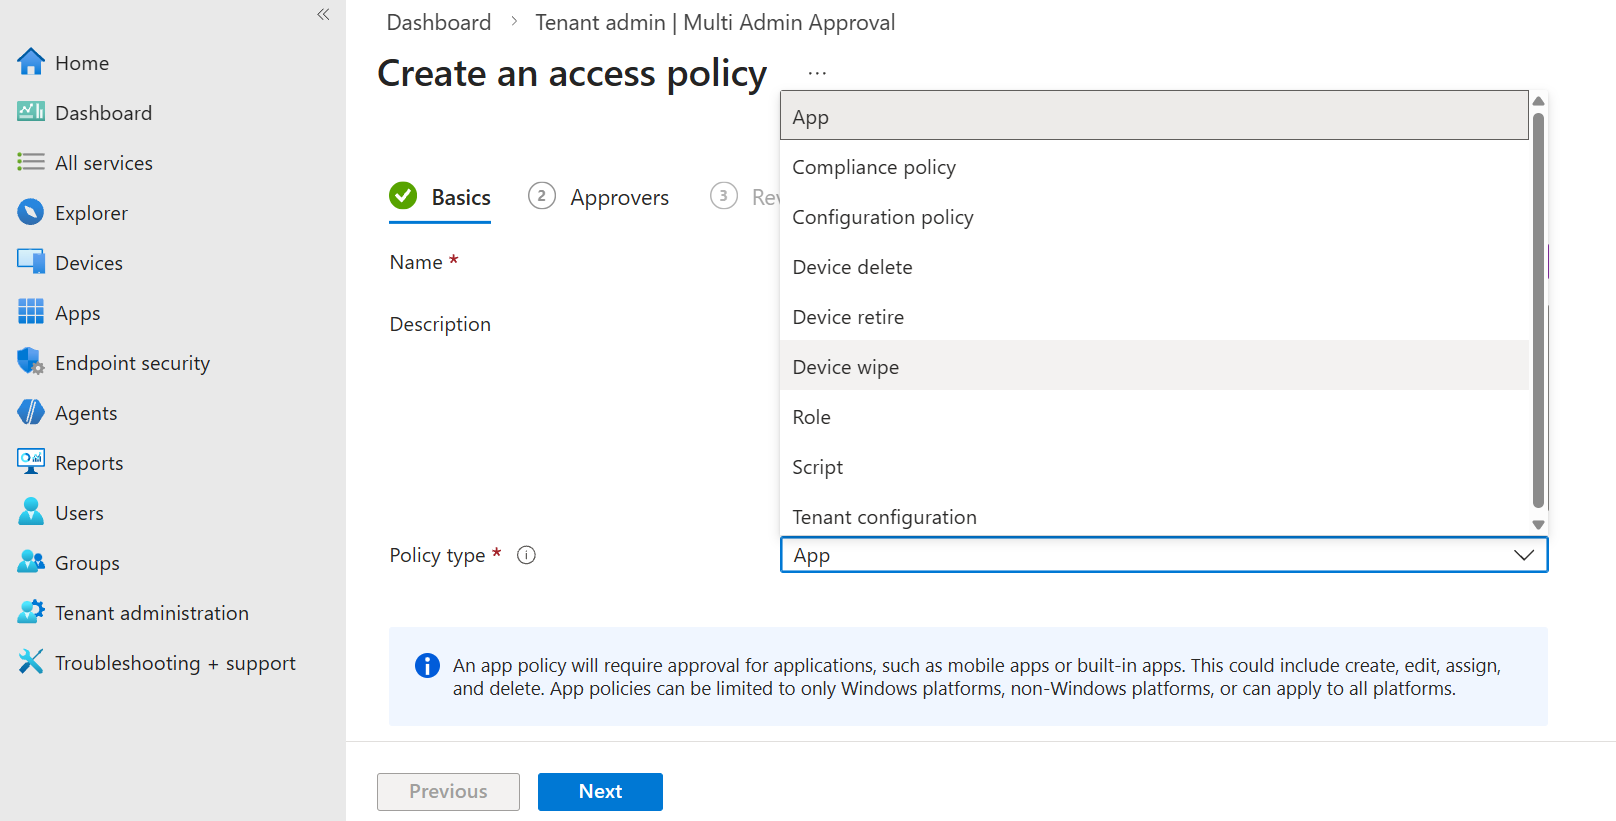 Home
Dashboard
All services
Explorer
Devices
Apps
Endpoint security
Agents
Reports
Users
Groups
Tenant administration
Troubleshooting + support
Dashboard > Tenant admin | Multi Admin Approval
Create an access policy ...
Basics 2 Approvers 3 Rev
Name *
Description
App
Compliance policy
Configuration policy
Device delete
Device retire
Device wipe
Role
Script
Tenant configuration
Policy type * App
An app policy will require approval for applications, such as mobile apps or built-in apps. This could include create, edit, assign,
and delete. App policies can be limited to only Windows platforms, non-Windows platforms, or can apply to all platforms.
Previous Next